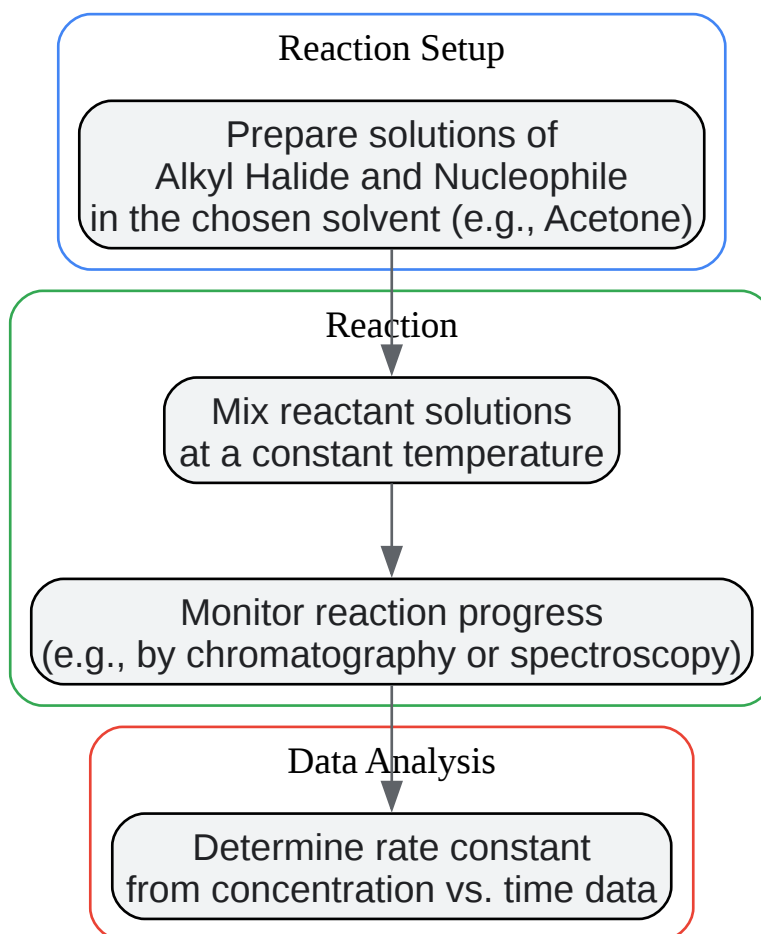 Reaction Setup
Prepare solutions of
Alkyl Halide and Nucleophile
in the chosen solvent (e.g., Acetone)
Reaction
Mix reactant solutions
at a constant temperature
Monitor reaction progress
(e.g., by chromatography or spectroscopy)
Data Analysis
Determine rate constant
from concentration vs. time data